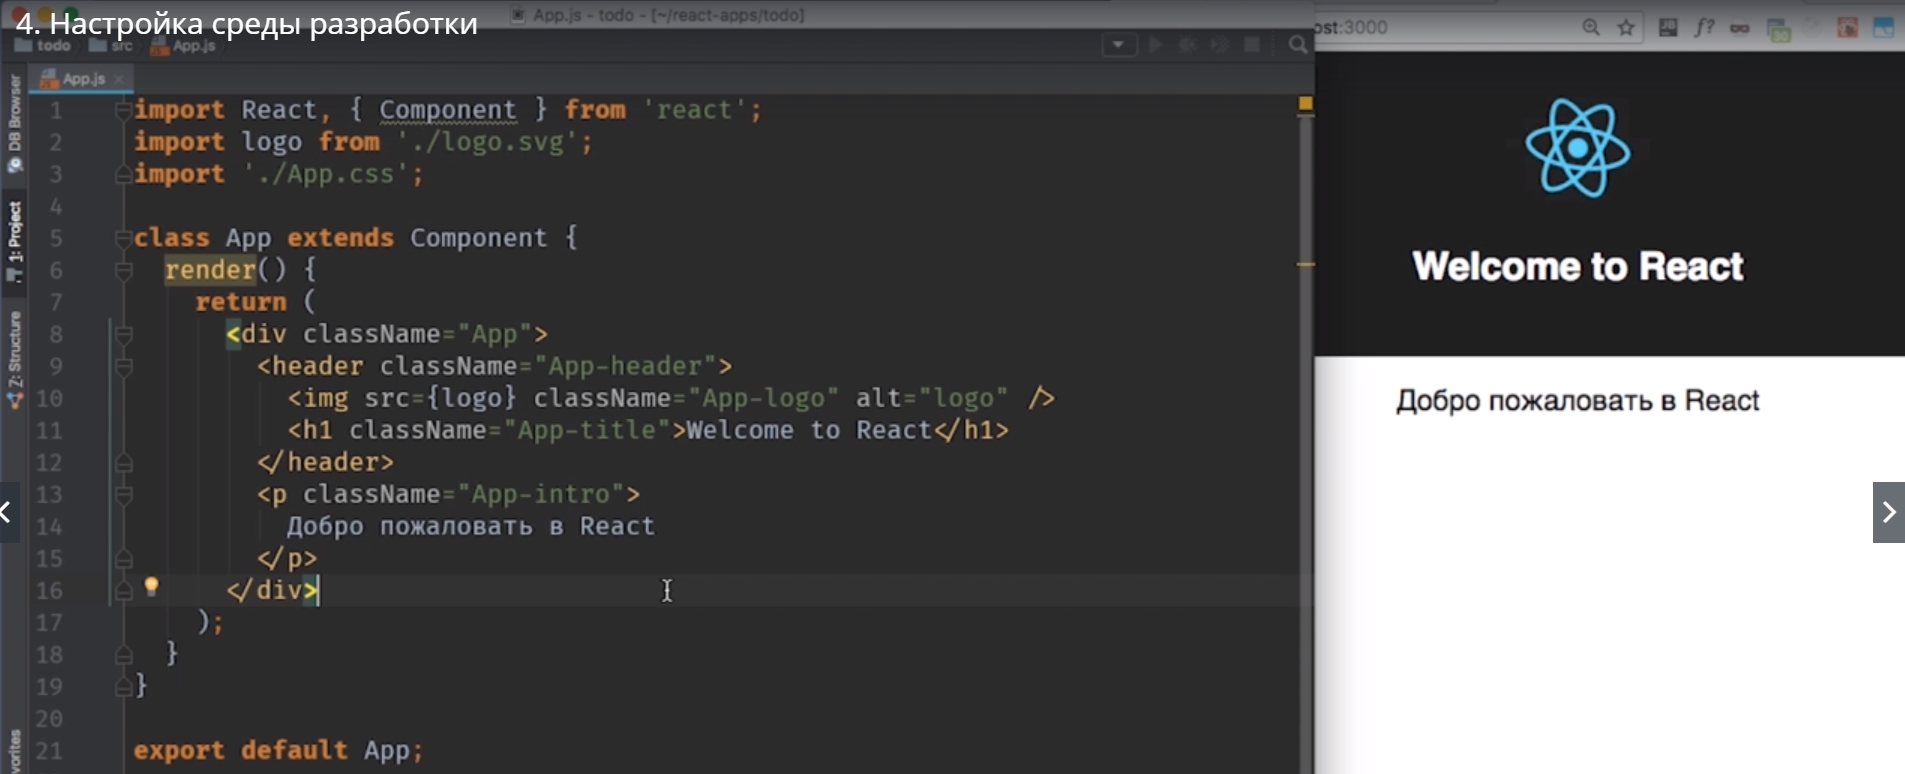 4. Настройка среды разработки
App.js - todo - [~/react-apps/todo]
todo src App.js
App.js
DB Browser
1: Project
7: Structure
vorites
1 import React, { Component } from 'react';
2 import logo from './logo.svg';
3 import './App.css';
4
5 class App extends Component {
6 render() {
7 return (
8 <div className="App">
9 <header className="App-header">
10 <img src={logo} className="App-logo" alt="logo" />
11 <h1 className="App-title">Welcome to React</h1>
12 </header>
13 <p className="App-intro">
14 Добро пожаловать в React
15 </p>
16 </div>
17 );
18 }
19 }
20
21 export default App;
ost:3000
f?
Welcome to React
Добро пожаловать в React